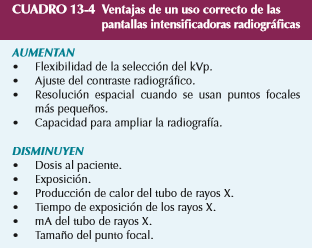 CUADRO 13-4 Ventajas de un uso correcto de las
pantallas intensificadoras radiográficas
AUMENTAN
• Flexibilidad de la selección del kVp.
• Ajuste del contraste radiográfico.
• Resolución espacial cuando se usan puntos focales
más pequeños.
• Capacidad para ampliar la radiografía.
DISMINUYEN
• Dosis al paciente.
• Exposición.
• Producción de calor del tubo de rayos X.
• Tiempo de exposición de los rayos X.
• mA del tubo de rayos X.
• Tamaño del punto focal.